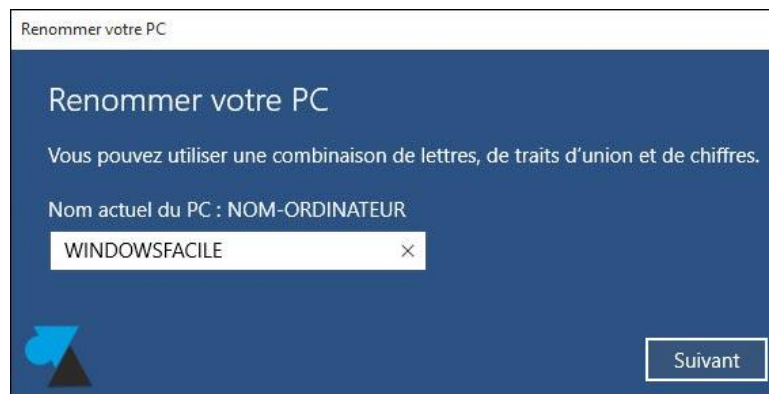 Renommer votre PC
Renommer votre PC
Vous pouvez utiliser une combinaison de lettres, de traits d’union et de chiffres.
Nom actuel du PC : NOM-ORDINATEUR
WINDOWSFACILE
Suivant